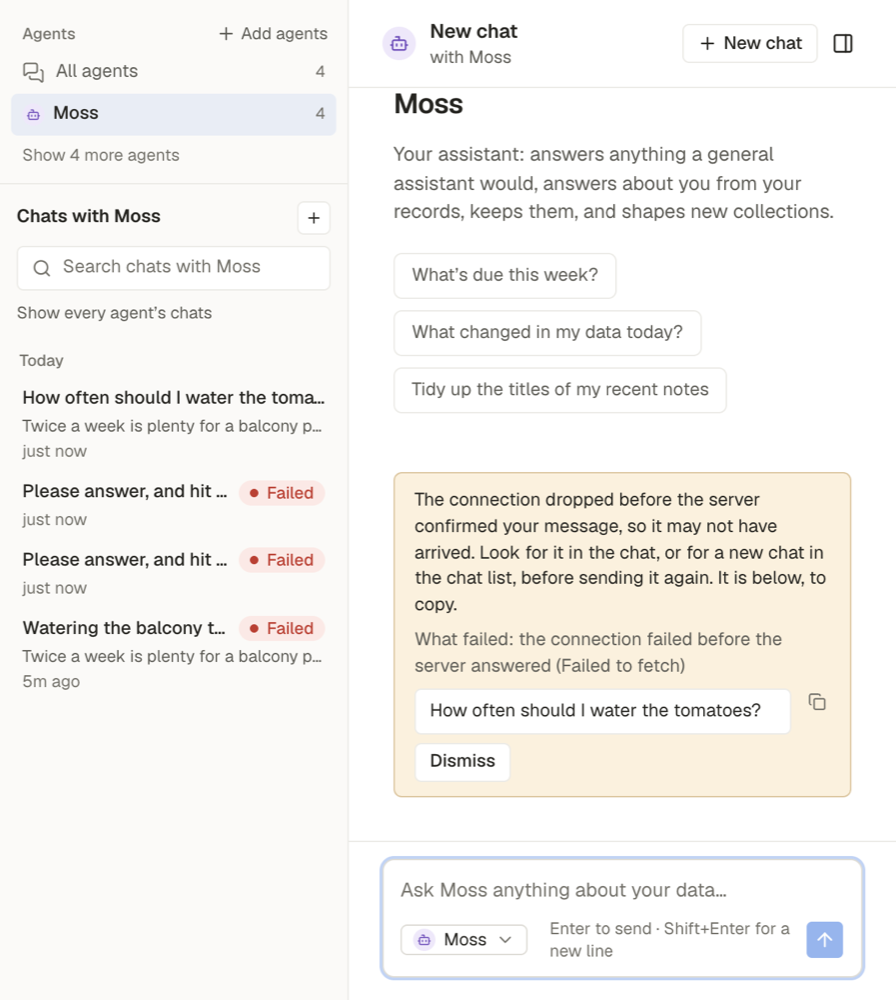 Agents
Add agents
All agents
4
Moss
4
Show 4 more agents
Chats with Moss
Search chats with Moss
Show every agent's chats
Today
How often should I water the toma...
Twice a week is plenty for a balcony p...
just now
Please answer, and hit ...
Failed
just now
Please answer, and hit ...
Failed
just now
Watering the balcony t...
Failed
Twice a week is plenty for a balcony p...
5m ago
New chat
with Moss
New chat
Moss
Your assistant: answers anything a general
assistant would, answers about you from your
records, keeps them, and shapes new collections.
What's due this week?
What changed in my data today?
Tidy up the titles of my recent notes
The connection dropped before the server
confirmed your message, so it may not have
arrived. Look for it in the chat, or for a new chat in
the chat list, before sending it again. It is below, to
copy.
What failed: the connection failed before the
server answered (Failed to fetch)
How often should I water the tomatoes?
Dismiss
Ask Moss anything about your data...
Moss
Enter to send · Shift+Enter for a
new line